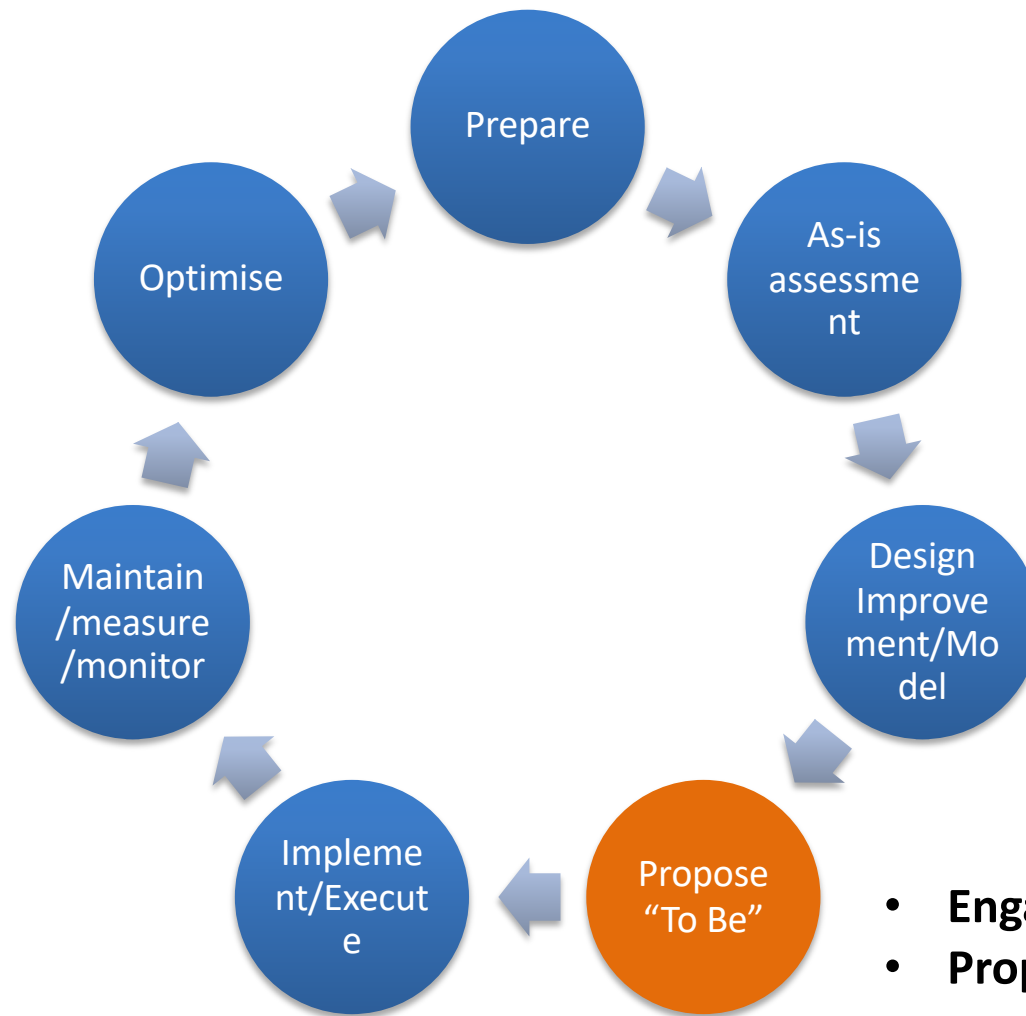 Prepare
As-is
assessme
nt
Design
Improve
ment/Mo
del
Propose
“To Be”
Impleme
nt/Execut
e
Maintain
/measure
/monitor
Optimise
•
•